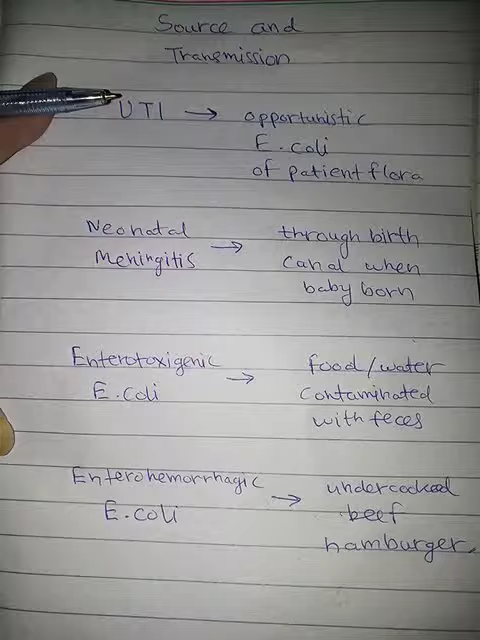 Source and
Transmission
UTI → opportunistic
E.coli
of patient flora
Neonatal → through birth
Meningitis canal when
baby born
Enterotoxigenic → food/water
E.coli contaminated
with feces
Enterohemorrhagic → undercooked
E.coli beef
hamburger.